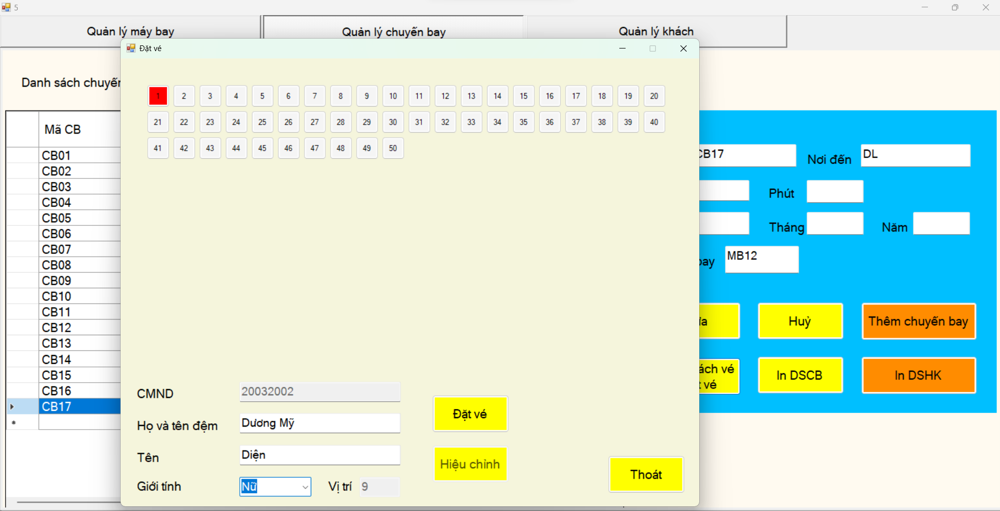 5
Quản lý máy bay
Quản lý chuyến bay
Quản lý khách
Đặt vé
Danh sách chuyến
Mã CB
CB01
CB02
CB03
CB04
CB05
CB06
CB07
CB08
CB09
CB10
CB11
CB12
CB13
CB14
CB15
CB16
CB17
1 2 3 4 5 6 7 8 9 10 11 12 13 14 15 16 17 18 19 20
21 22 23 24 25 26 27 28 29 30 31 32 33 34 35 36 37 38 39 40
41 42 43 44 45 46 47 48 49 50
CMND 20032002
Họ và tên đệm Dương Mỹ
Tên Diện
Giới tính Nữ Vị trí 9
Đặt vé
Hiệu chỉnh
Thoát
CB17 Nơi đến DL
Phút
Tháng Năm
bay MB12
Huỷ Thêm chuyến bay
vé
vé
In DSCB In DSHK